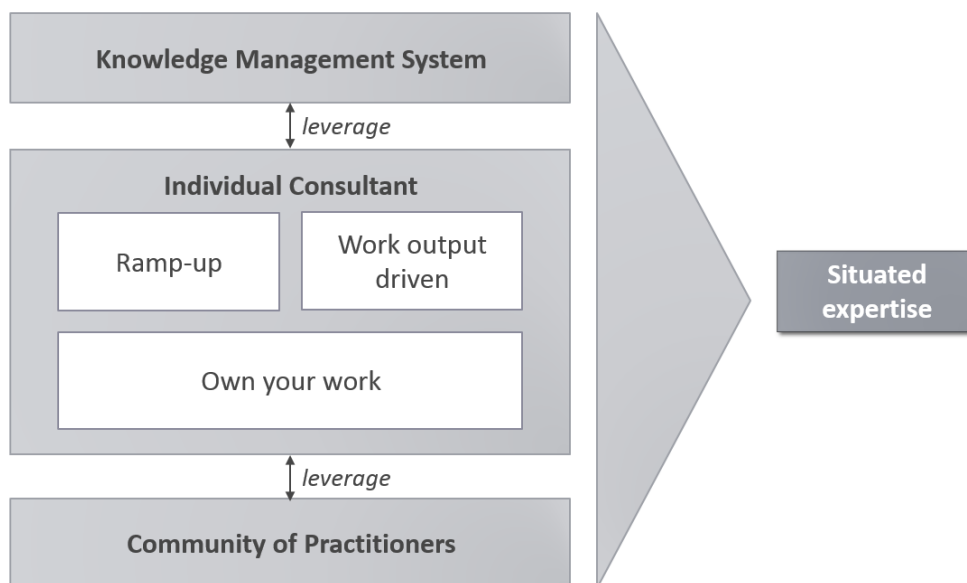 Knowledge Management System
leverage
Individual Consultant
Ramp-up
Work output
driven
Own your work
leverage
Community of Practitioners
Situated
expertise